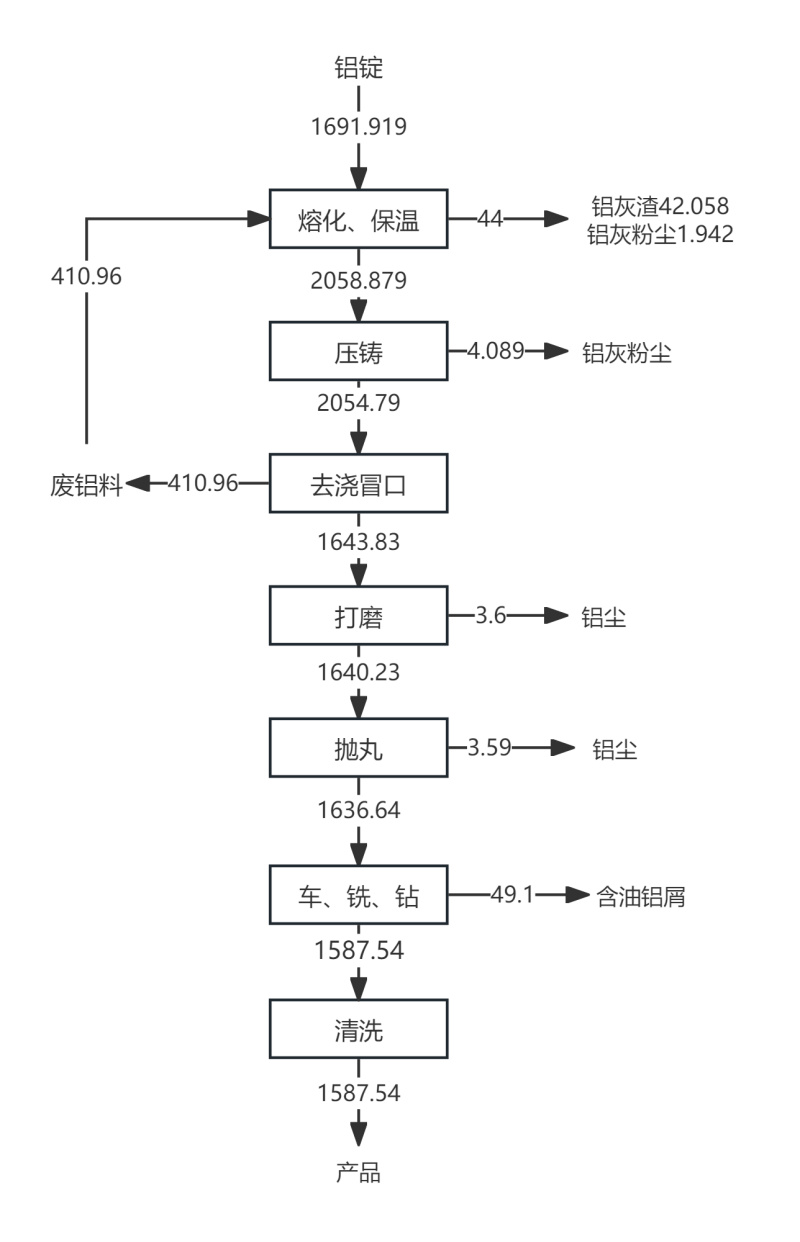 铝锭
1691.919
熔化、保温
44
铝灰渣42.058
铝灰粉尘1.942
410.96
2058.879
压铸
4.089
铝灰粉尘
2054.79
废铝料
410.96
去浇冒口
1643.83
打磨
3.6
铝尘
1640.23
抛丸
3.59
铝尘
1636.64
车、铣、钻
49.1
含油铝屑
1587.54
清洗
1587.54
产品